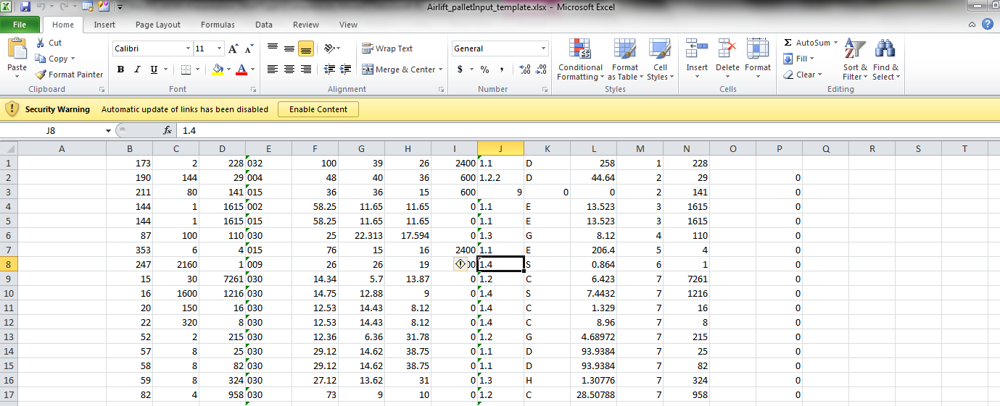 Airlift_palletInput_template.xlsx - Microsoft Excel
File Home Insert Page Layout Formulas Data Review View
Paste Cut Copy Format Painter Clipboard
Calibri 11 A A B I U A Font
Wrap Text Merge & Center Alignment
General $ % , .00 .0 Number
Conditional Formatting Format as Table Cell Styles Styles
Insert Delete Format Cells
Σ AutoSum Fill Clear Sort & Filter Find & Select Editing
Security Warning Automatic update of links has been disabled Enable Content
J8 fx 1.4
A B C D E F G H I J K L M N O P Q R S T
1 173 2 228 032 100 39 26 2400 1.1 D 258 1 228
2 190 144 29 004 48 40 36 600 1.2.2 D 44.64 2 29 0
3 211 80 141 015 36 36 15 600 9 0 0 2 141 0
4 144 1 1615 002 58.25 11.65 11.65 0 1.1 E 13.523 3 1615 0
5 144 1 1615 015 58.25 11.65 11.65 0 1.1 E 13.523 3 1615 0
6 87 100 110 030 25 22.313 17.594 0 1.3 G 8.12 4 110 0
7 353 6 4 015 76 15 16 2400 1.1 E 206.4 5 4 0
8 247 2160 1 009 26 26 19 00 1.4 S 0.864 6 1 0
9 15 30 7261 030 14.34 5.7 13.87 0 1.2 C 6.423 7 7261 0
10 16 1600 1216 030 14.75 12.88 9 0 1.4 S 7.4432 7 1216 0
11 20 150 16 030 12.53 14.43 8.12 0 1.4 C 1.329 7 16 0
12 22 320 8 030 12.53 14.43 8.12 0 1.4 C 8.96 7 8 0
13 52 2 215 030 12.36 6.36 31.78 0 1.2 G 4.68972 7 215 0
14 57 8 25 030 29.12 14.62 38.75 0 1.1 D 93.9384 7 25 0
15 58 8 82 030 29.12 14.62 38.75 0 1.1 D 93.9384 7 82 0
16 59 8 324 030 27.12 13.62 31 0 1.3 H 1.30776 7 324 0
17 82 4 958 030 73 9 10 0 1.2 C 28.50788 7 958 0